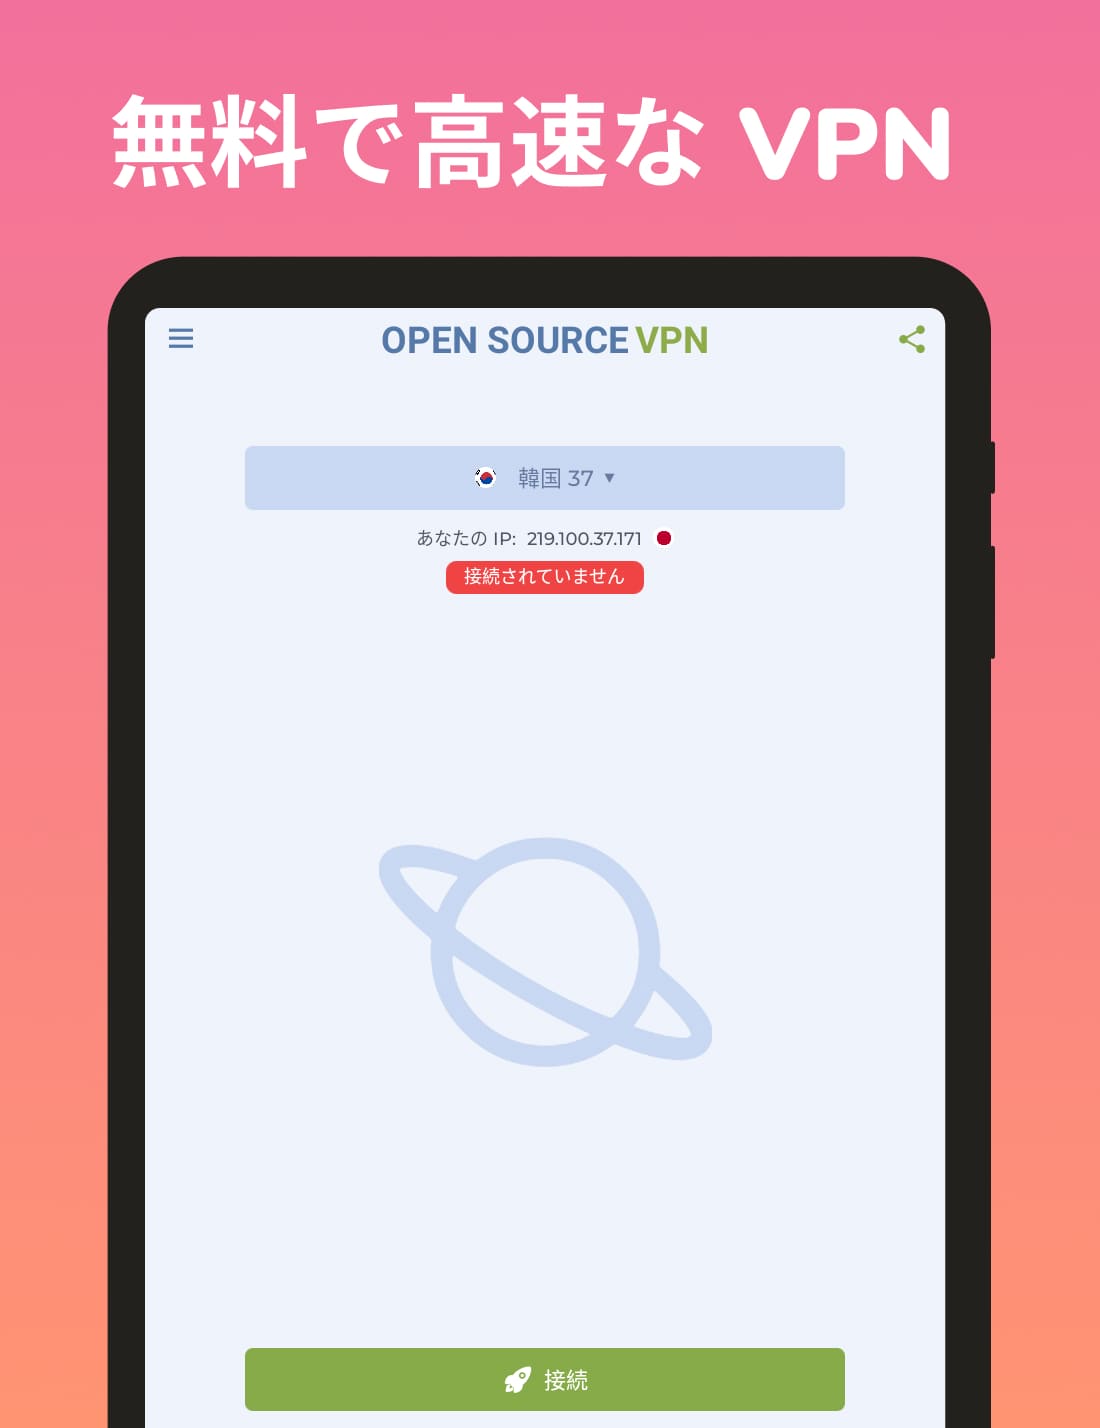 無料で高速な VPN
OPEN SOURCE VPN
韓国 37 ▼
あなたの IP: 219.100.37.171
接続されていません
接続